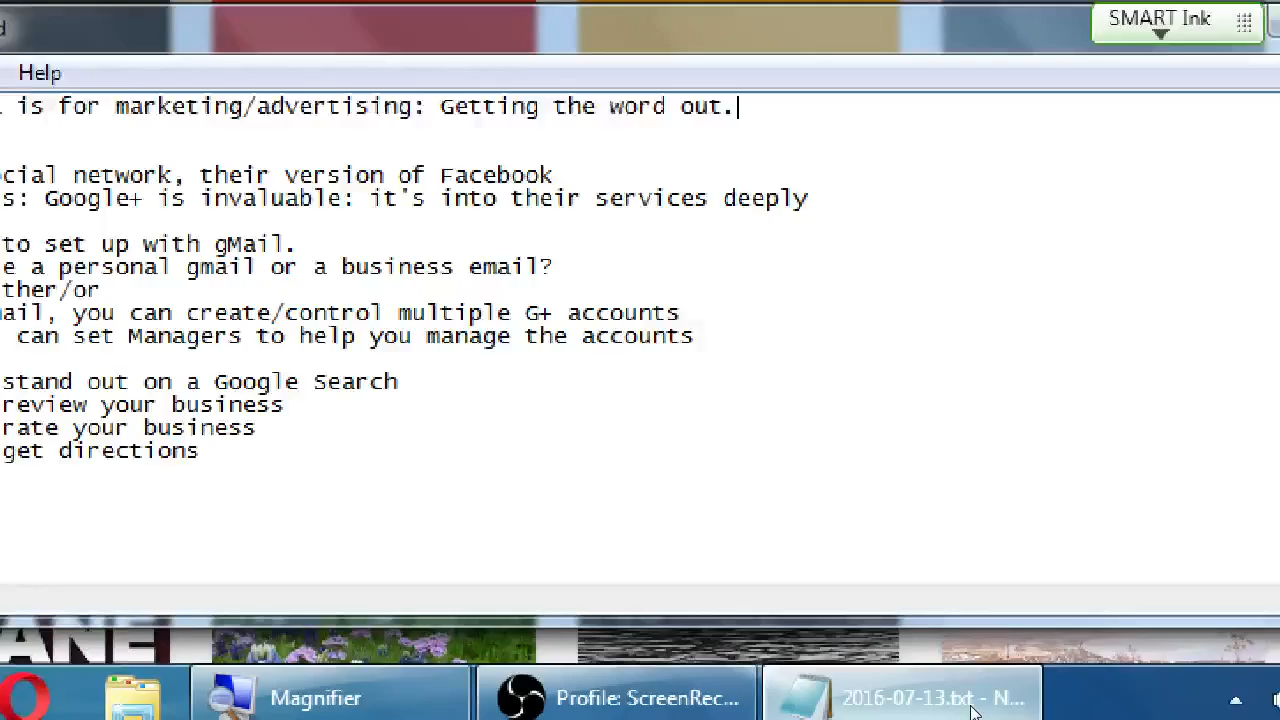 d
SMART Ink
Help
is for marketing/advertising: Getting the word out.
cial network, their version of Facebook
s: Google+ is invaluable: it's into their services deeply
to set up with gMail.
e a personal gmail or a business email?
ther/or
ail, you can create/control multiple G+ accounts
can set Managers to help you manage the accounts
stand out on a Google Search
review your business
rate your business
get directions
ANE
Magnifier
Profile: ScreenRec...
2016-07-13.txt - N...